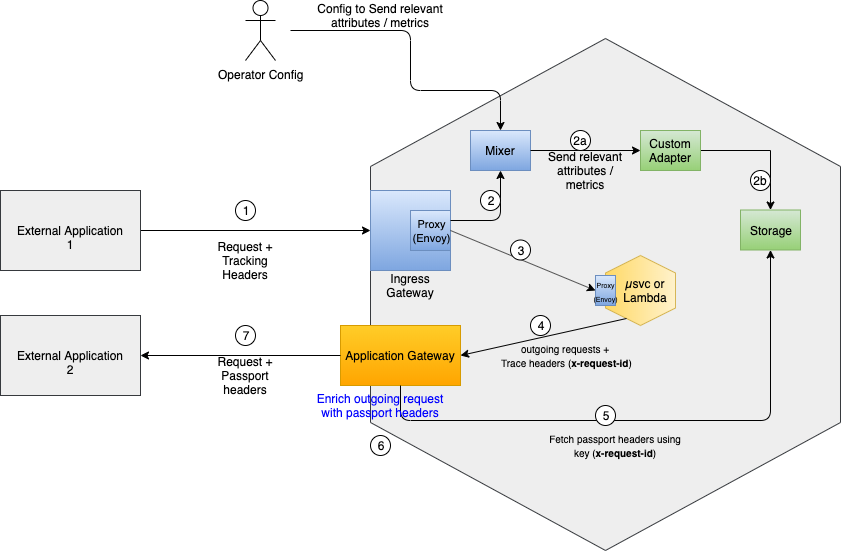 Config to Send relevant
attributes / metrics
Operator Config
Mixer
2a
Send relevant
attributes /
metrics
Custom
Adapter
2b
Storage
External Application
1
1
Request +
Tracking
Headers
Proxy
(Envoy)
Ingress
Gateway
2
3
Proxy
(Envoy)
µsvc or
Lambda
4
outgoing requests +
Trace headers (x-request-id)
External Application
2
7
Request +
Passport
headers
Application Gateway
Enrich outgoing request
with passport headers
6
5
Fetch passport headers using
key (x-request-id)